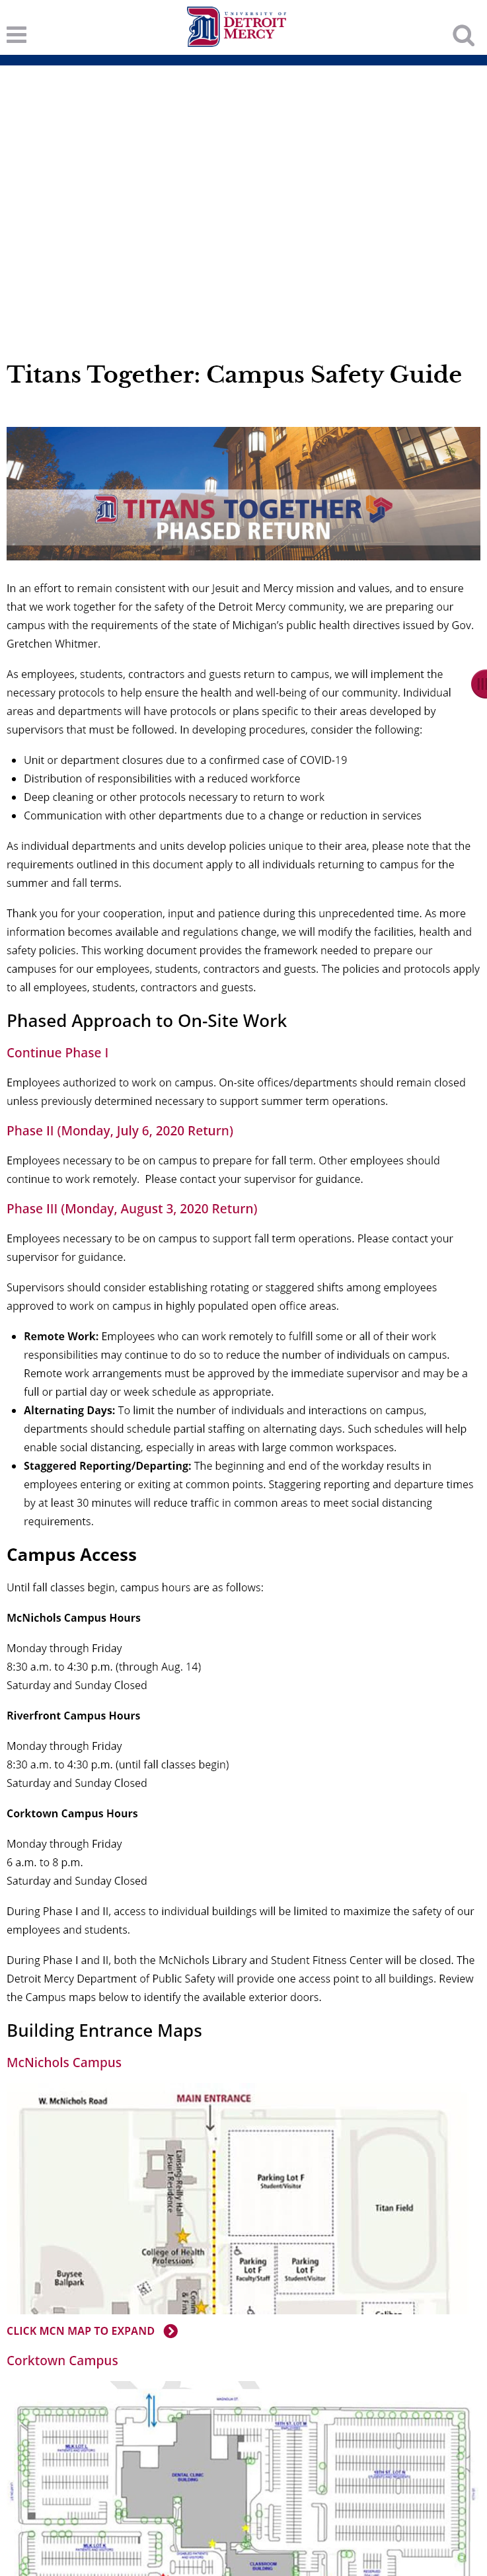 UNIVERSITY OF
DETROIT
MERCY
Titans Together: Campus Safety Guide
TITANS TOGETHER
PHASED RETURN
In an effort to remain consistent with our Jesuit and Mercy mission and values, and to ensure
that we work together for the safety of the Detroit Mercy community, we are preparing our
campus with the requirements of the state of Michigan's public health directives issued by Gov.
Gretchen Whitmer.
As employees, students, contractors and guests return to campus, we will implement the
necessary protocols to help ensure the health and well-being of our community. Individual
areas and departments will have protocols or plans specific to their areas developed by
supervisors that must be followed. In developing procedures, consider the following:
Unit or department closures due to a confirmed case of COVID-19
Distribution of responsibilities with a reduced workforce
Deep cleaning or other protocols necessary to return to work
Communication with other departments due to a change or reduction in services
As individual departments and units develop policies unique to their area, please note that the
requirements outlined in this document apply to all individuals returning to campus for the
summer and fall terms.
Thank you for your cooperation, input and patience during this unprecedented time. As more
information becomes available and regulations change, we will modify the facilities, health and
safety policies. This working document provides the framework needed to prepare our
campuses for our employees, students, contractors and guests. The policies and protocols apply
to all employees, students, contractors and guests.
Phased Approach to On-Site Work
Continue Phase I
Employees authorized to work on campus. On-site offices/departments should remain closed
unless previously determined necessary to support summer term operations.
Phase II (Monday, July 6, 2020 Return)
Employees necessary to be on campus to prepare for fall term. Other employees should
continue to work remotely.  Please contact your supervisor for guidance.
Phase III (Monday, August 3, 2020 Return)
Employees necessary to be on campus to support fall term operations. Please contact your
supervisor for guidance.
Supervisors should consider establishing rotating or staggered shifts among employees
approved to work on campus in highly populated open office areas.
Remote Work: Employees who can work remotely to fulfill some or all of their work
responsibilities may continue to do so to reduce the number of individuals on campus.
Remote work arrangements must be approved by the immediate supervisor and may be a
full or partial day or week schedule as appropriate.
Alternating Days: To limit the number of individuals and interactions on campus,
departments should schedule partial staffing on alternating days. Such schedules will help
enable social distancing, especially in areas with large common workspaces.
Staggered Reporting/Departing: The beginning and end of the workday results in
employees entering or exiting at common points. Staggering reporting and departure times
by at least 30 minutes will reduce traffic in common areas to meet social distancing
requirements.
Campus Access
Until fall classes begin, campus hours are as follows:
McNichols Campus Hours
Monday through Friday
8:30 a.m. to 4:30 p.m. (through Aug. 14)
Saturday and Sunday Closed
Riverfront Campus Hours
Monday through Friday
8:30 a.m. to 4:30 p.m. (until fall classes begin)
Saturday and Sunday Closed
Corktown Campus Hours
Monday through Friday
6 a.m. to 8 p.m.
Saturday and Sunday Closed
During Phase I and II, access to individual buildings will be limited to maximize the safety of our
employees and students.
During Phase I and II, both the McNichols Library and Student Fitness Center will be closed. The
Detroit Mercy Department of Public Safety will provide one access point to all buildings. Review
the Campus maps below to identify the available exterior doors.
Building Entrance Maps
McNichols Campus
W. McNichols Road
MAIN ENTRANCE
Lansing-Reilly Hall
Jesuit Residence
Parking Lot F
Student/Visitor
Titan Field
College of Health
Professions
Buysee
Ballpark
Parking
Lot F
Faculty/Staff
Parking
Lot F
Student/Visitor
CLICK MCN MAP TO EXPAND
Corktown Campus
DENTAL CLINIC
BUILDING
CLASSROOM
BUILDING